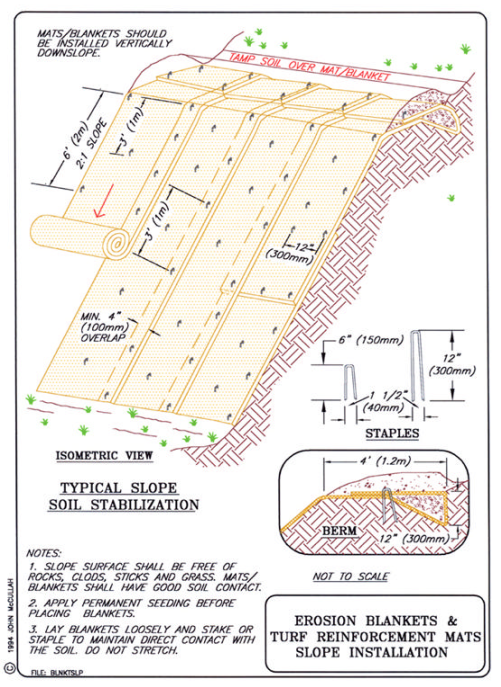 MATS/BLANKETS SHOULD
BE INSTALLED VERTICALLY
DOWNSLOPE.
TAMP SOIL OVER MAT/BLANKET
6' (2m)
2:1 SLOPE
3' (1m)
3' (1m)
12"
(300mm)
MIN. 4"
(100mm)
OVERLAP
6" (150mm)
12"
(300mm)
1 1/2"
(40mm)
STAPLES
ISOMETRIC VIEW
TYPICAL SLOPE
SOIL STABILIZATION
4' (1.2m)
BERM
12" (300mm)
NOT TO SCALE
NOTES:
1. SLOPE SURFACE SHALL BE FREE OF
ROCKS, CLODS, STICKS AND GRASS. MATS/
BLANKETS SHALL HAVE GOOD SOIL CONTACT.
2. APPLY PERMANENT SEEDING BEFORE
PLACING BLANKETS.
3. LAY BLANKETS LOOSELY AND STAKE OR
STAPLE TO MAINTAIN DIRECT CONTACT WITH
THE SOIL. DO NOT STRETCH.
EROSION BLANKETS &
TURF REINFORCEMENT MATS
SLOPE INSTALLATION
© 1994 JOHN McCULLAH
FILE: BLNKTSLP